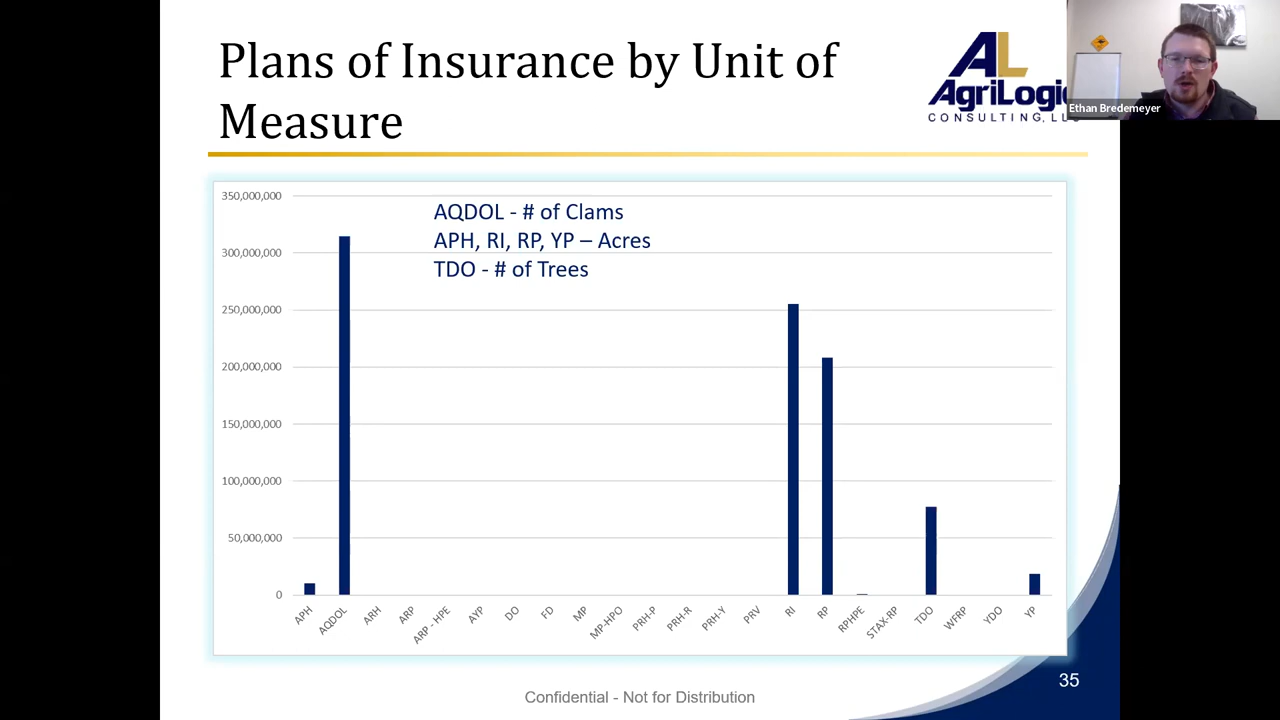 Plans of Insurance by Unit of
Measure
AL
AgriLogic
CONSULTING, LLC
Ethan Bredemeyer
AQDOL - # of Clams
APH, RI, RP, YP – Acres
TDO - # of Trees
350,000,000
300,000,000
250,000,000
200,000,000
150,000,000
100,000,000
50,000,000
0
APH
AQDOL
ARH
ARP
ARP - HPE
AYP
DO
FD
MP
MP-HPO
PRH-P
PRH-R
PRH-Y
PRV
RI
RP
RPHPE
STAX-RP
TDO
WFRP
YDO
YP
Confidential - Not for Distribution
35